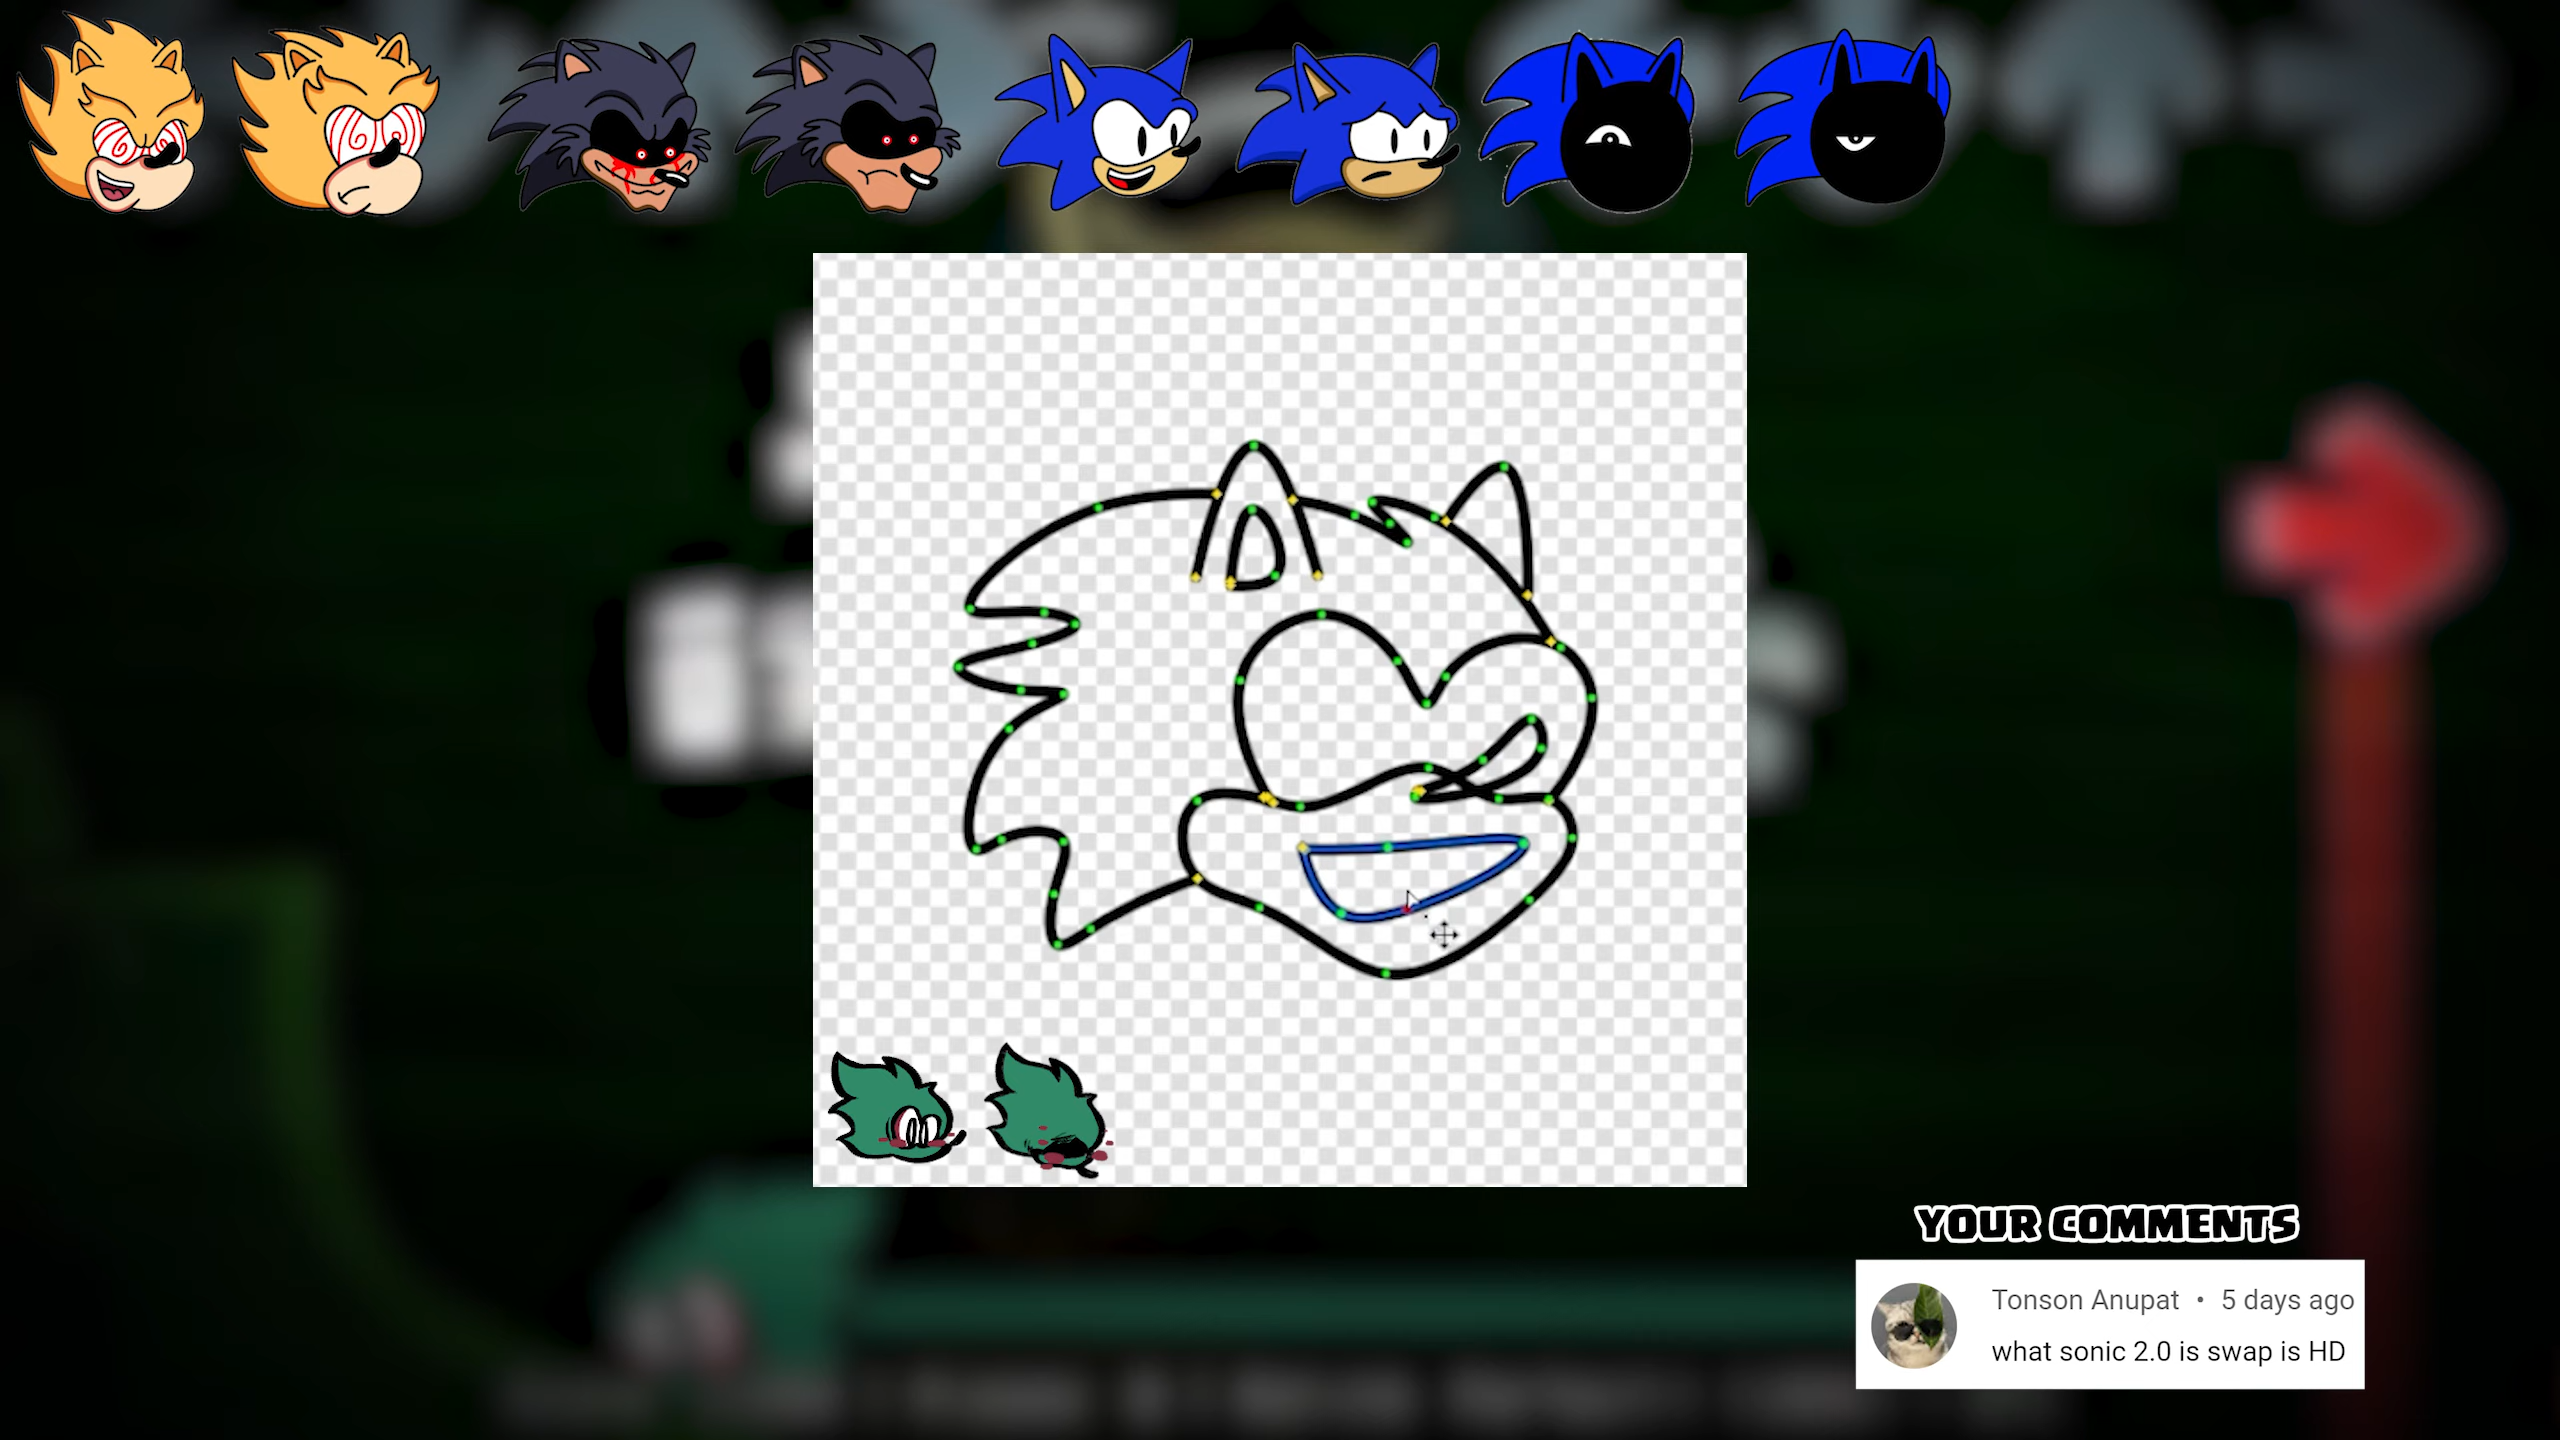 YOUR COMMENTS
Tonson Anupat • 5 days ago
what sonic 2.0 is swap is HD